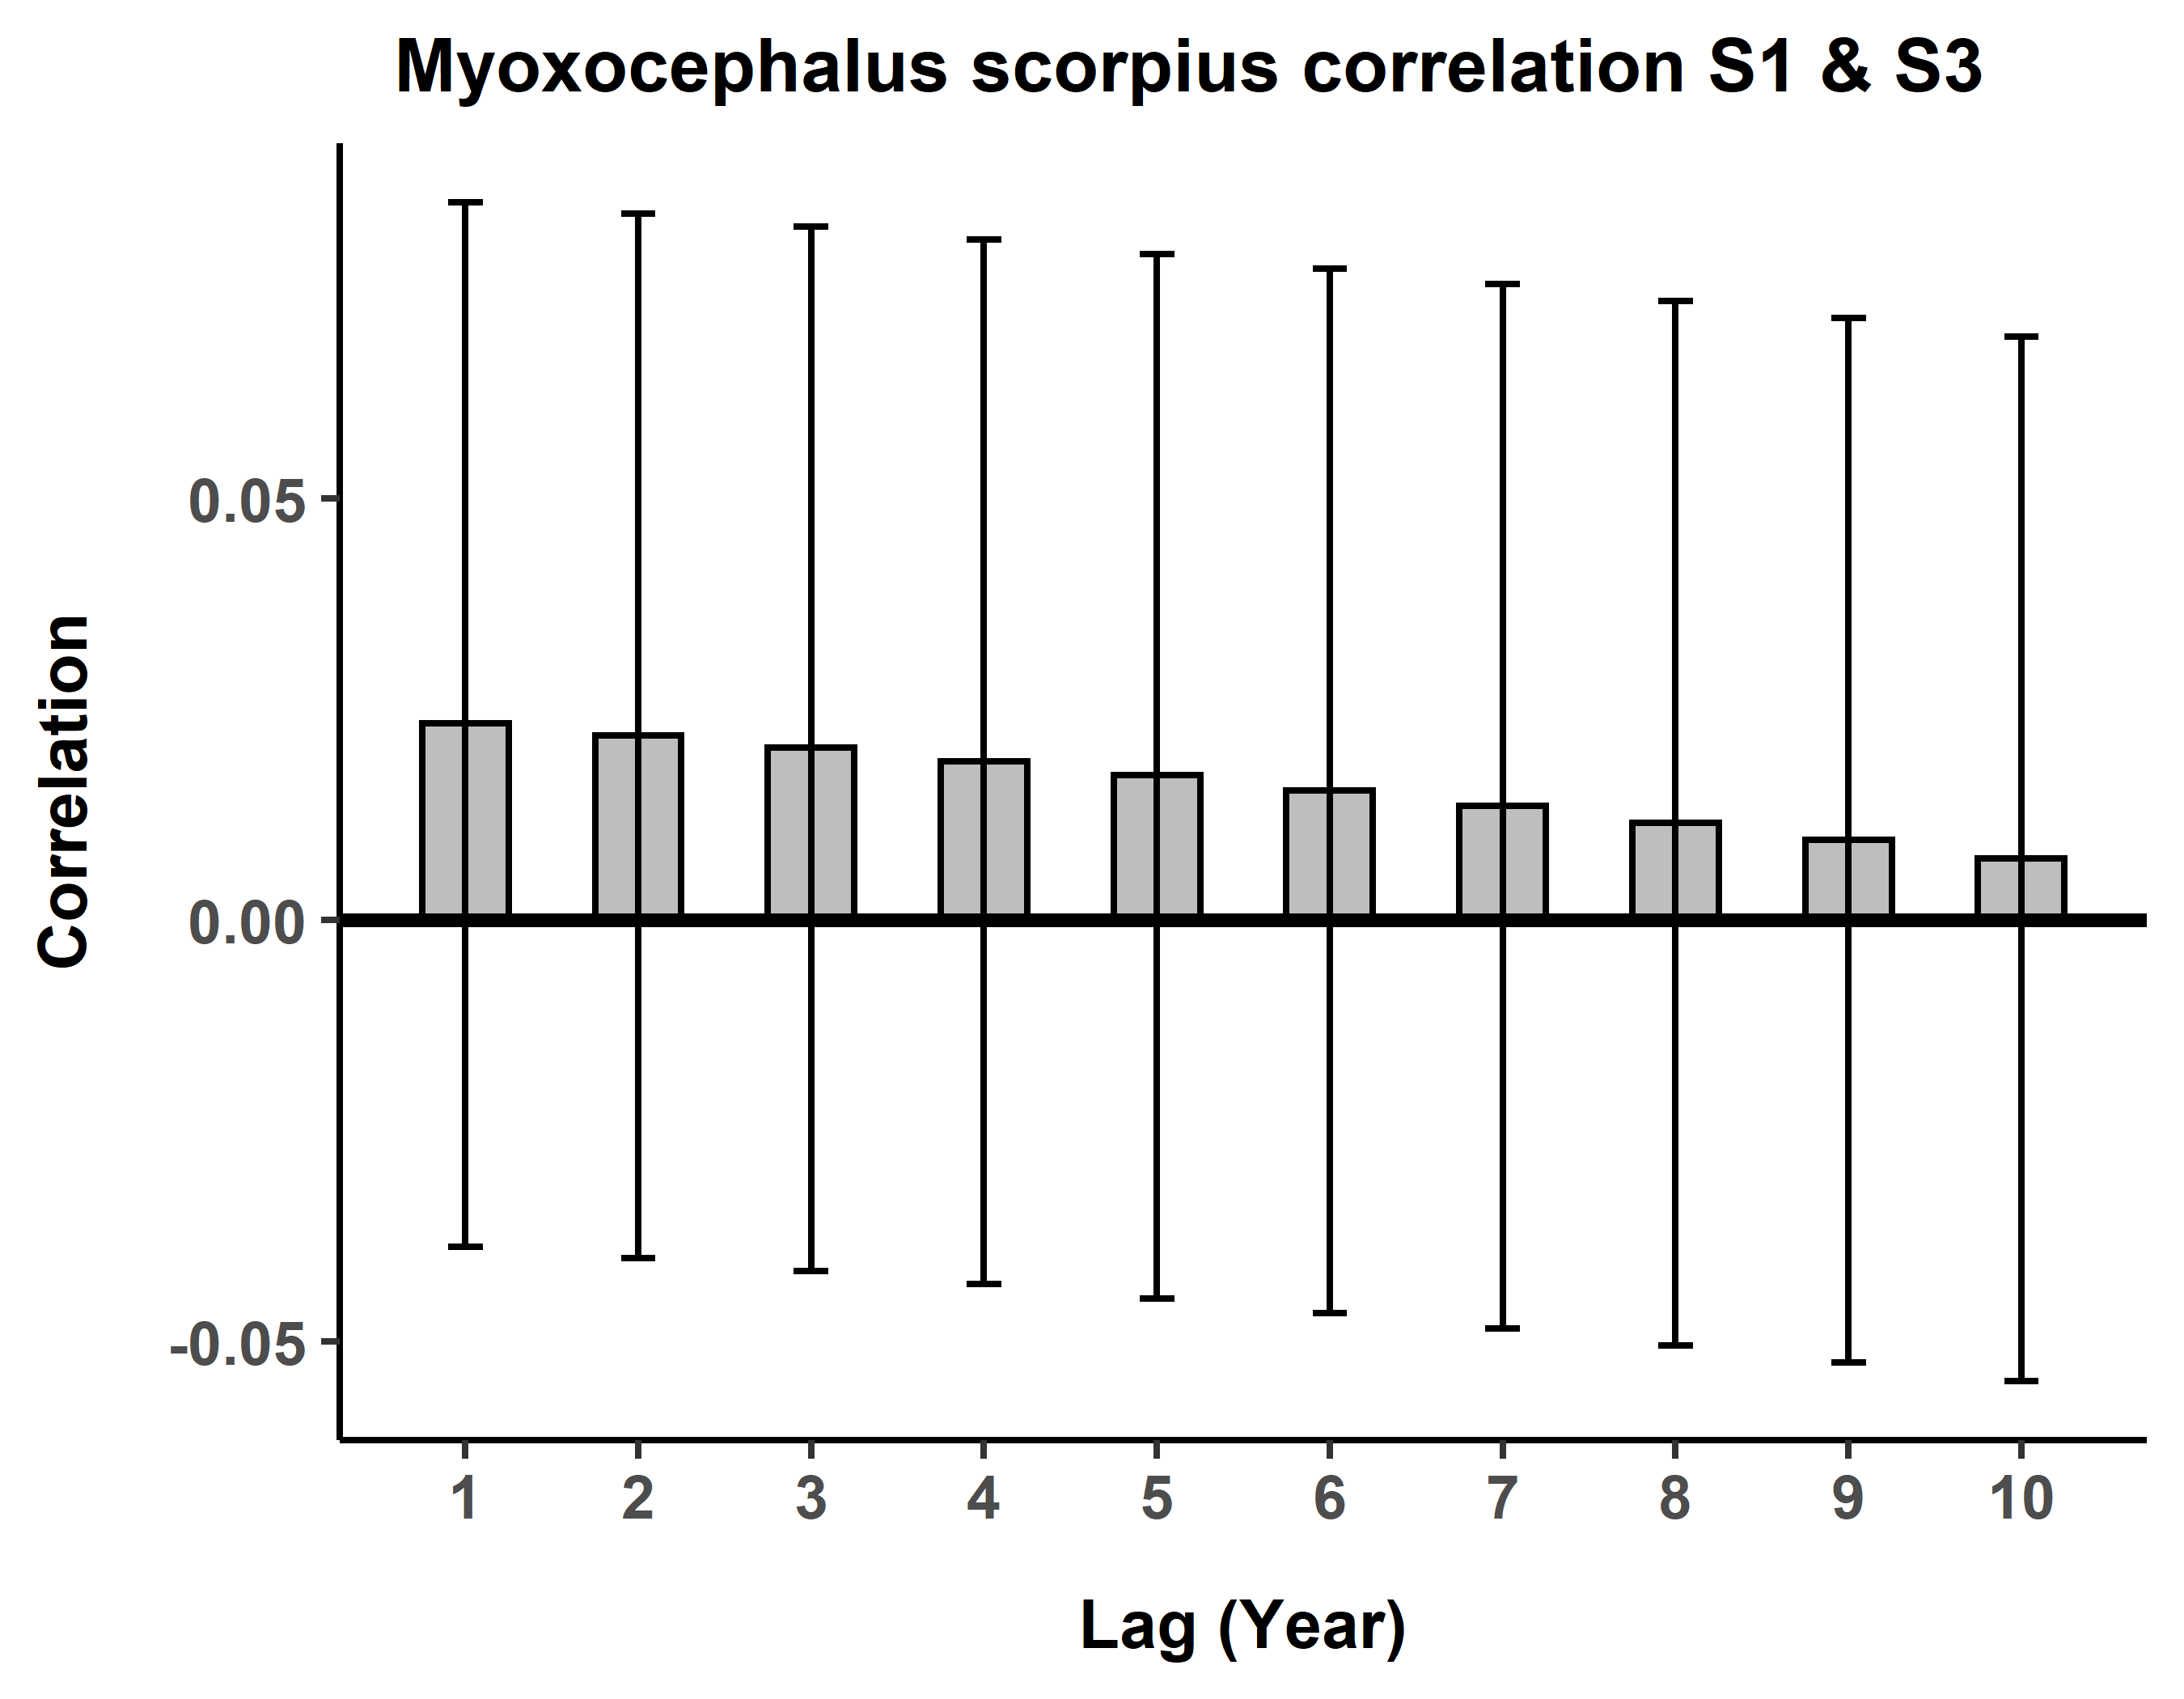 Myoxocephalus scorpius correlation S1 & S3
Correlation
0.05
0.00
-0.05
1 2 3 4 5 6 7 8 9 10
Lag (Year)